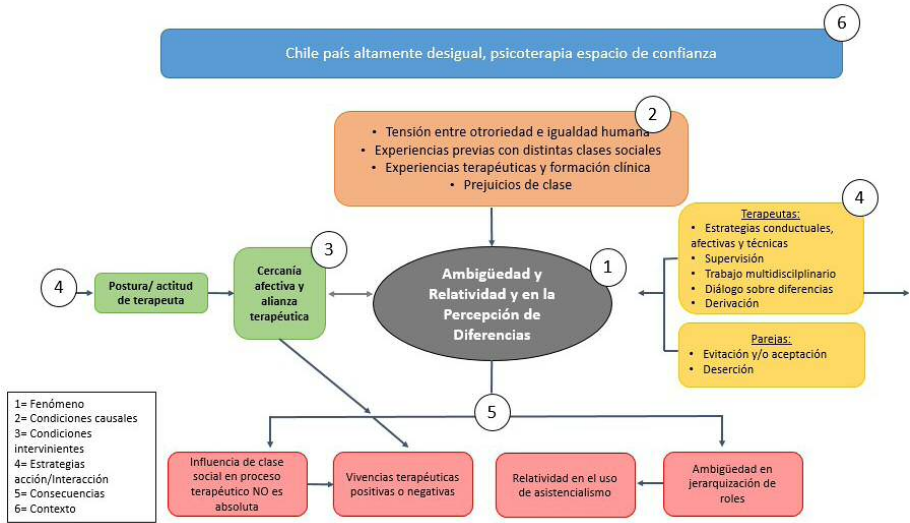 6
Chile país altamente desigual, psicoterapia espacio de confianza
2
• Tensión entre otroriedad e igualdad humana
• Experiencias previas con distintas clases sociales
• Experiencias terapéuticas y formación clínica
• Prejuicios de clase
4
Terapeutas:
• Estrategias conductuales,
afectivas y técnicas
• Supervisión
• Trabajo multidiscilplinario
• Diálogo sobre diferencias
• Derivación
3
Cercanía
afectiva y
alianza
terapéutica
1
Ambigüedad y
Relatividad y en la
Percepción de
Diferencias
4
Postura/ actitud
de terapeuta
Parejas:
• Evitación y/o aceptación
• Deserción
1= Fenómeno
2= Condiciones causales
3= Condiciones
intervinientes
4= Estrategias
acción/Interacción
5= Consecuencias
6= Contexto
5
Influencia de clase
social en proceso
terapéutico NO es
absoluta
Vivencias terapéuticas
positivas o negativas
Relatividad en el uso
de asistencialismo
Ambigüedad en
jerarquización de
roles